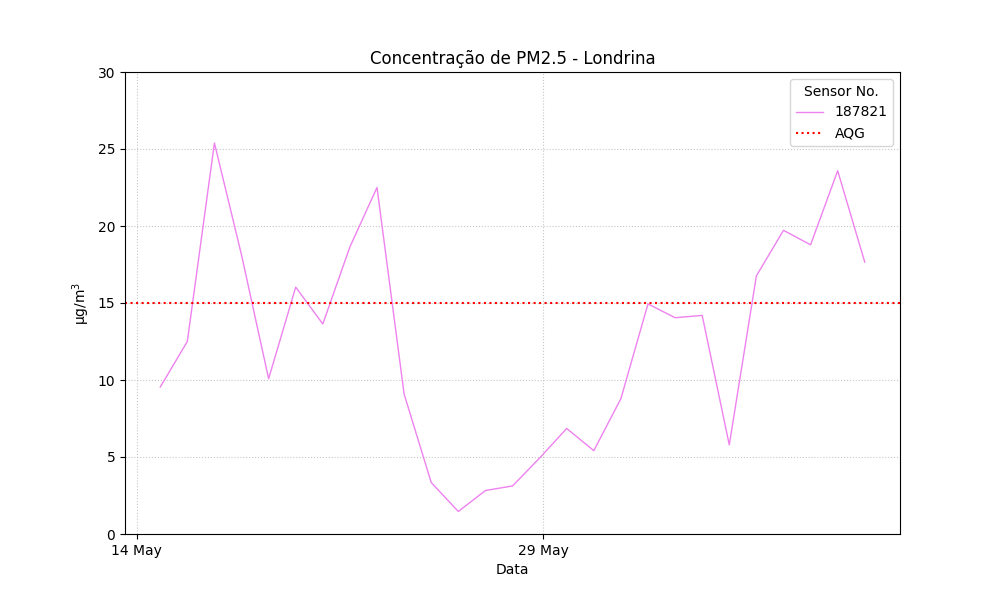 Concentração de PM2.5 - Londrina
30
25
20
15
10
5
0
µg/m³
Sensor No.
187821
AQG
14 May
29 May
Data